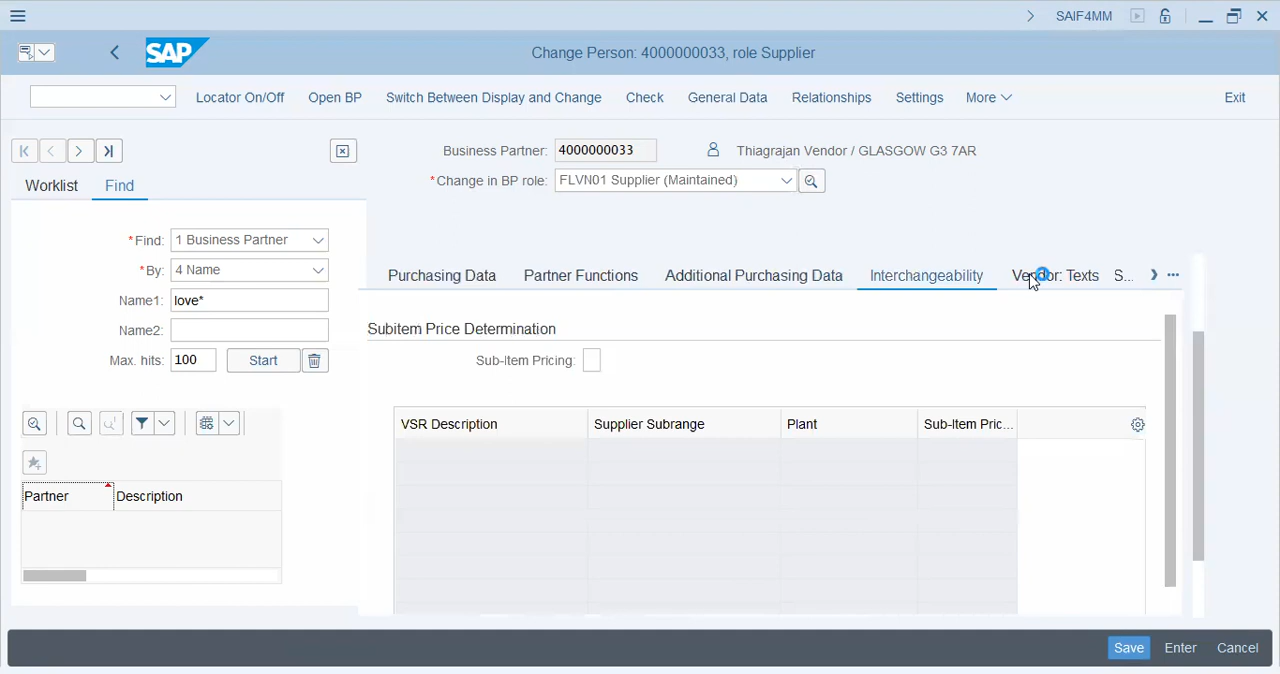 SAIF4MM
SAP
Change Person: 4000000033, role Supplier
Locator On/Off Open BP Switch Between Display and Change Check General Data Relationships Settings More Exit
Business Partner: 4000000033 Thiagrajan Vendor / GLASGOW G3 7AR
*Change in BP role: FLVN01 Supplier (Maintained)
Worklist Find
*Find: 1 Business Partner
*By: 4 Name
Name1: love*
Name2:
Max. hits: 100 Start
Partner Description
Purchasing Data Partner Functions Additional Purchasing Data Interchangeability Vendor: Texts S... ...
Subitem Price Determination
Sub-Item Pricing:
VSR Description Supplier Subrange Plant Sub-Item Pric...
Save Enter Cancel